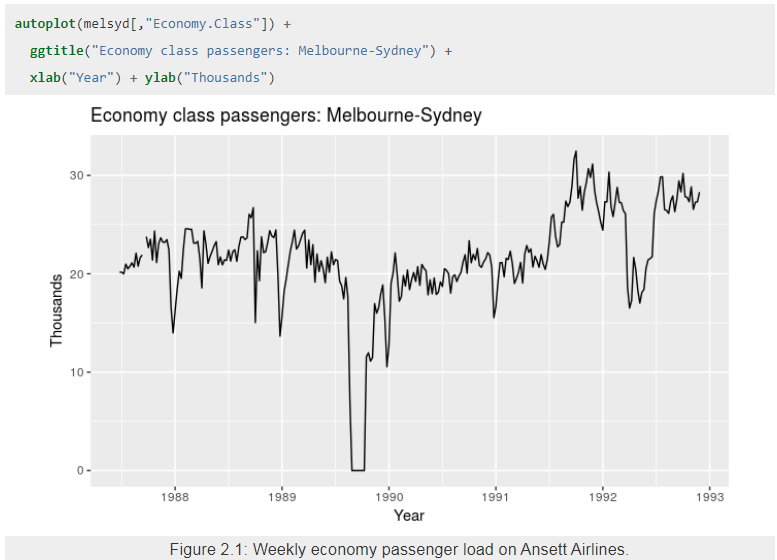 autoplot(melsyd[,"Economy.Class"]) +
ggtitle("Economy class passengers: Melbourne-Sydney") +
xlab("Year") + ylab("Thousands")
Economy class passengers: Melbourne-Sydney
30
20
10
0
Thousands
1988 1989 1990 1991 1992 1993
Year
Figure 2.1: Weekly economy passenger load on Ansett Airlines.